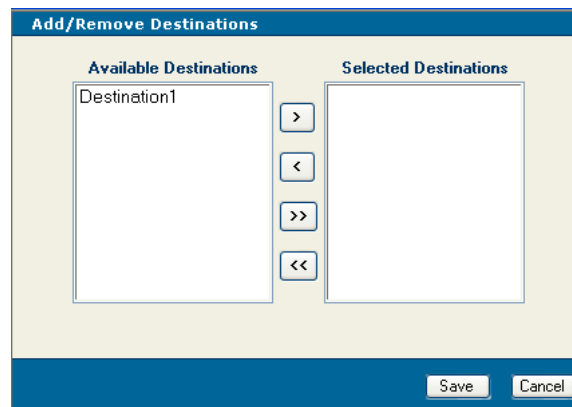 Add/Remove Destinations
Available Destinations Selected Destinations
Destination1
>
<
>>
<<
Save Cancel